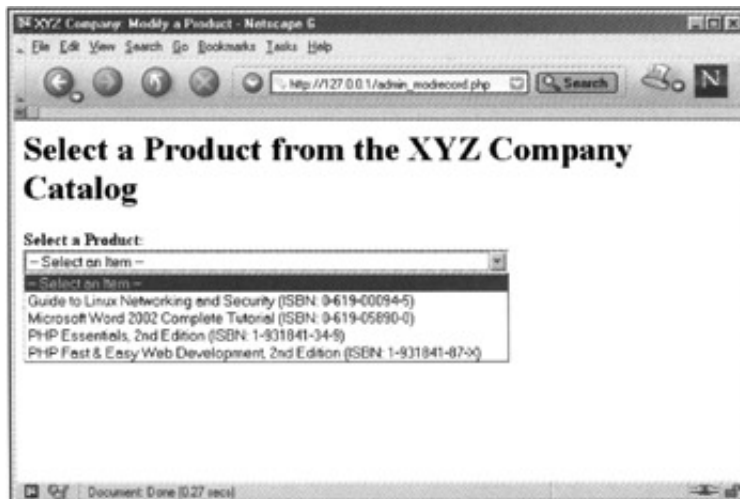 XYZ Company: Modify a Product - Netscape 6
File Edit View Search Go Bookmarks Tasks Help
http://127.0.0.1/admin_modrecord.php
Search
N
Select a Product from the XYZ Company
Catalog
Select a Product:
-- Select an Item --
-- Select an Item --
Guide to Linux Networking and Security (ISBN: 0-619-00094-5)
Microsoft Word 2002 Complete Tutorial (ISBN: 0-619-05890-0)
PHP Essentials, 2nd Edition (ISBN: 1-931841-34-9)
PHP Fast & Easy Web Development, 2nd Edition (ISBN: 1-931841-87-X)
Document: Done (0.27 secs)